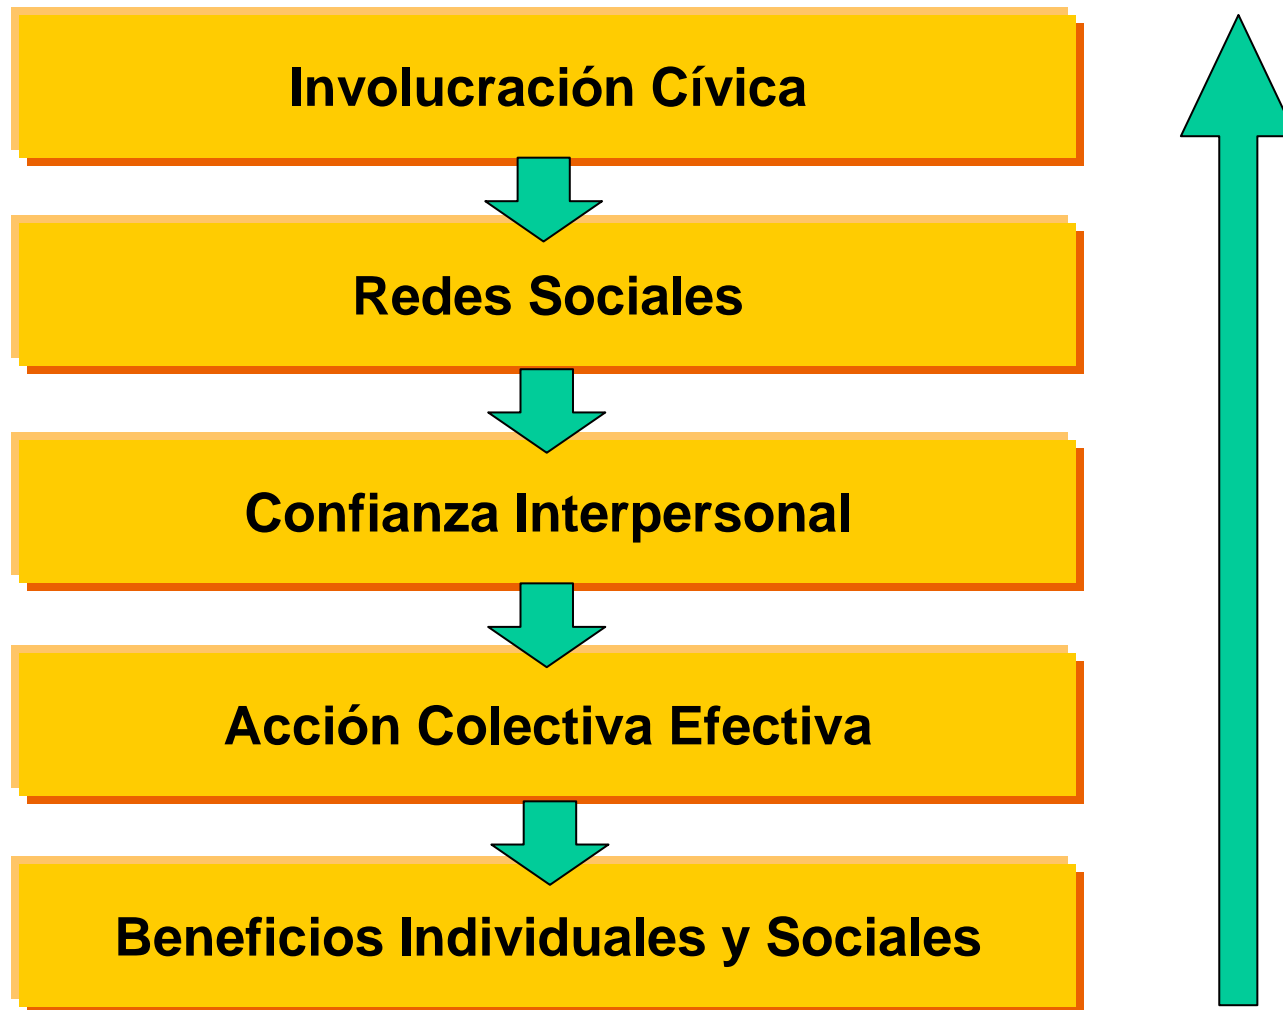 Involucración Cívica
Redes Sociales
Confianza Interpersonal
Acción Colectiva Efectiva
Beneficios Individuales y Sociales